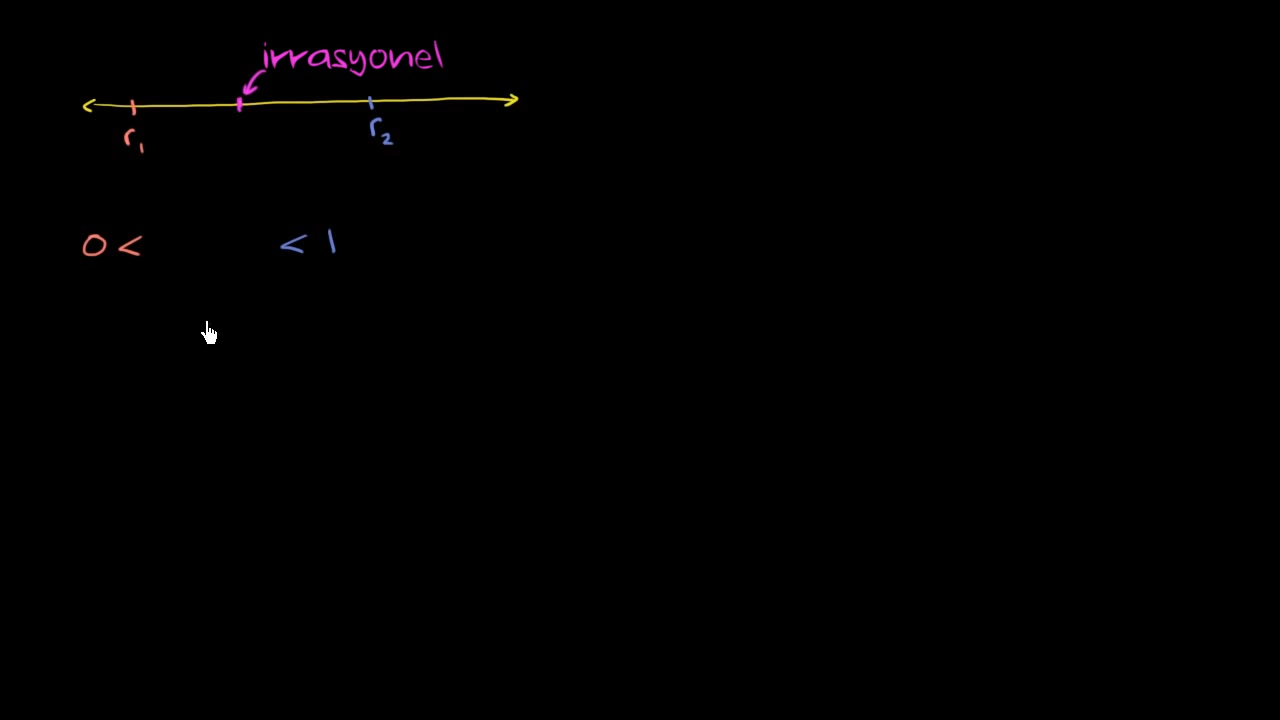 irrasyonel
r₁ r₂
0 < < 1